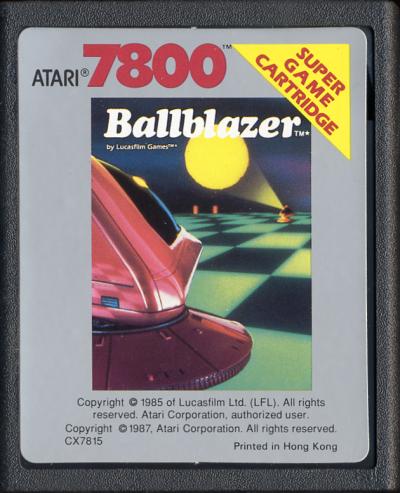 ATARI® 7800™
SUPER
GAME
CARTRIDGE
Ballblazer™*
by Lucasfilm Games™*
Copyright © 1985 of Lucasfilm Ltd. (LFL). All rights
reserved. Atari Corporation, authorized user.
Copyright ©1987, Atari Corporation. All rights reserved.
CX7815
Printed in Hong Kong